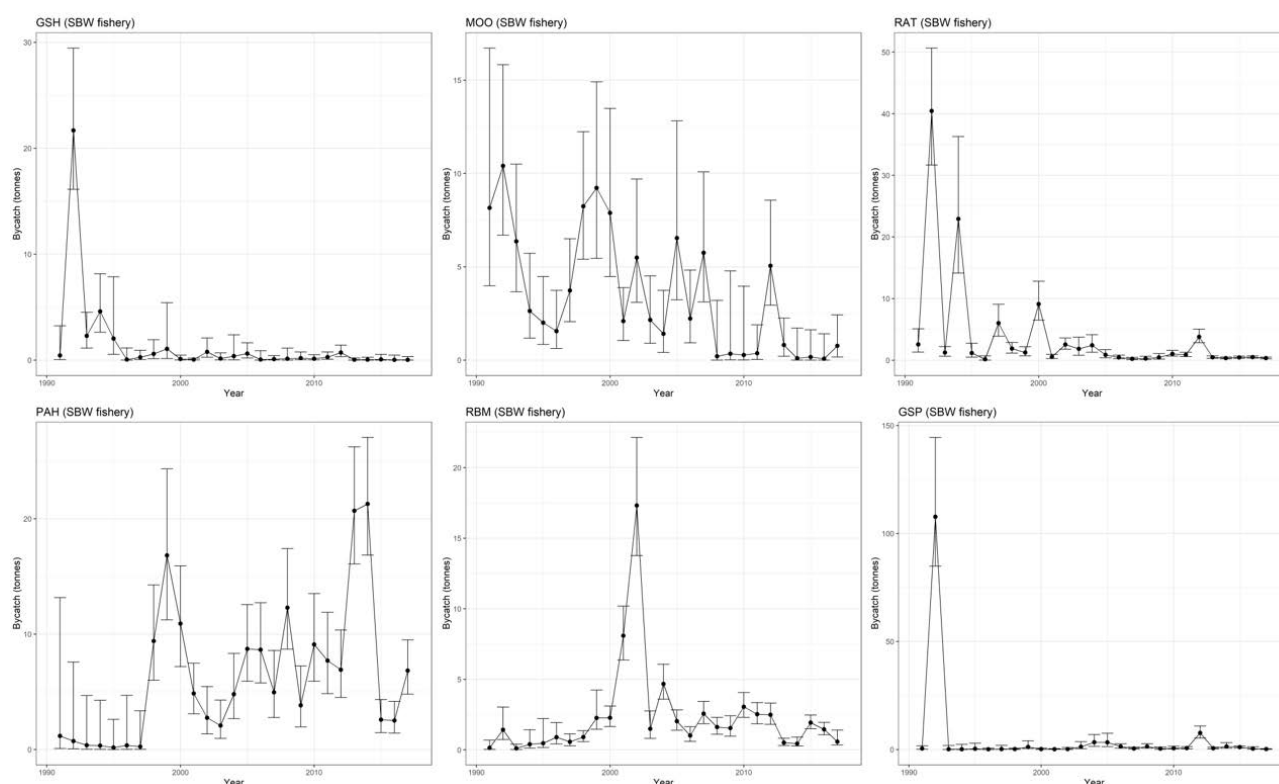 GSH (SBW fishery)
30
20
10
0
Bycatch (tonnes)
1990
2000
2010
Year
MOO (SBW fishery)
15
10
5
0
Bycatch (tonnes)
1990
2000
2010
Year
RAT (SBW fishery)
50
40
30
20
10
0
Bycatch (tonnes)
1990
2000
2010
Year
PAH (SBW fishery)
20
10
0
Bycatch (tonnes)
1990
2000
2010
Year
RBM (SBW fishery)
20
15
10
5
0
Bycatch (tonnes)
1990
2000
2010
Year
GSP (SBW fishery)
150
100
50
0
Bycatch (tonnes)
1990
2000
2010
Year